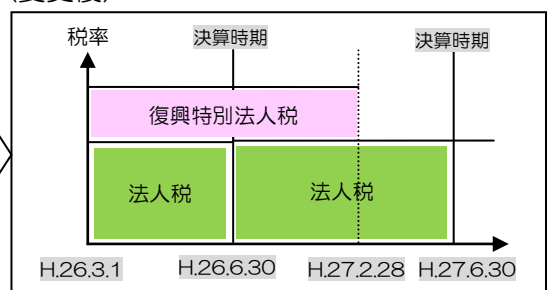 税率
決算時期
決算時期
復興特別法人税
法人税
法人税
H.26.3.1
H.26.6.30
H.27.2.28
H.27.6.30